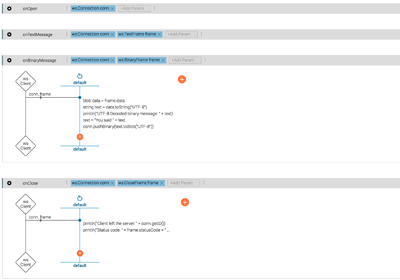 onOpen ws:Connection conn × + Add Param
onTextMessage ws:Connection conn × ws:TextFrame frame × + Add Param
onBinaryMessage ws:Connection conn × ws:BinaryFrame frame × + Add Param
ws Client
default
conn, frame
blob data = frame.data
string text = data.toString("UTF-8")
println("UTF-8 Decoded binary message: " + text)
text = "You said " + text
conn.pushBinary(text.toBlob("UTF-8"))
default
ws Client
onClose ws:Connection conn × ws:CloseFrame frame × + Add Param
ws Client
default
conn, frame
println("Client left the server " + conn.getID())
println("Status code: " + frame.statusCode + " ...
default
ws Client